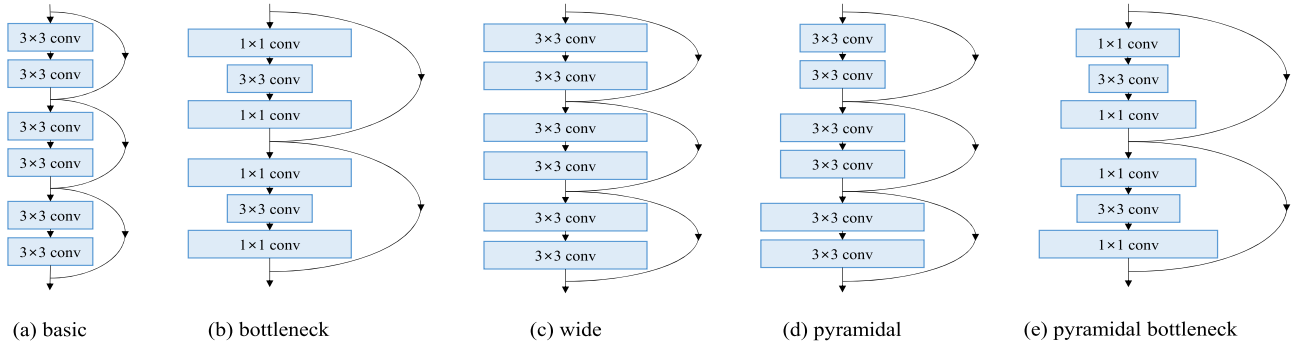 3×3 conv
3×3 conv
3×3 conv
3×3 conv
3×3 conv
3×3 conv
(a) basic
1×1 conv
3×3 conv
1×1 conv
1×1 conv
3×3 conv
1×1 conv
(b) bottleneck
3×3 conv
3×3 conv
3×3 conv
3×3 conv
3×3 conv
3×3 conv
(c) wide
3×3 conv
3×3 conv
3×3 conv
3×3 conv
3×3 conv
3×3 conv
(d) pyramidal
1×1 conv
3×3 conv
1×1 conv
1×1 conv
3×3 conv
1×1 conv
(e) pyramidal bottleneck